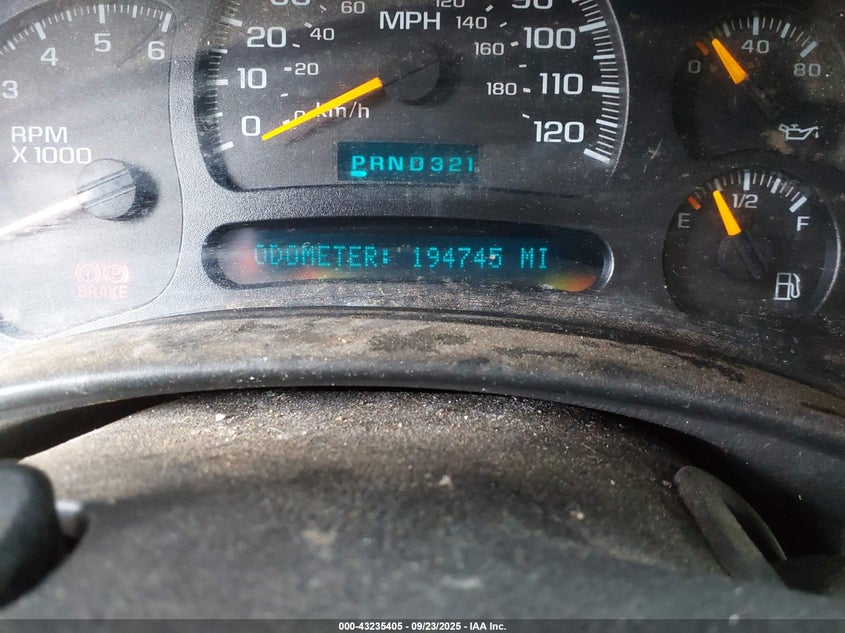 3 4 5 6
RPM
X1000
BRAKE
0 10 20
20 40 60
MPH
km/h
120 140 160 180
90 100 110 120
PRND321
ODOMETER: 194745 MI
0 40 80
E 1/2 F
000-43235405 - 09/23/2025 - IAA Inc.